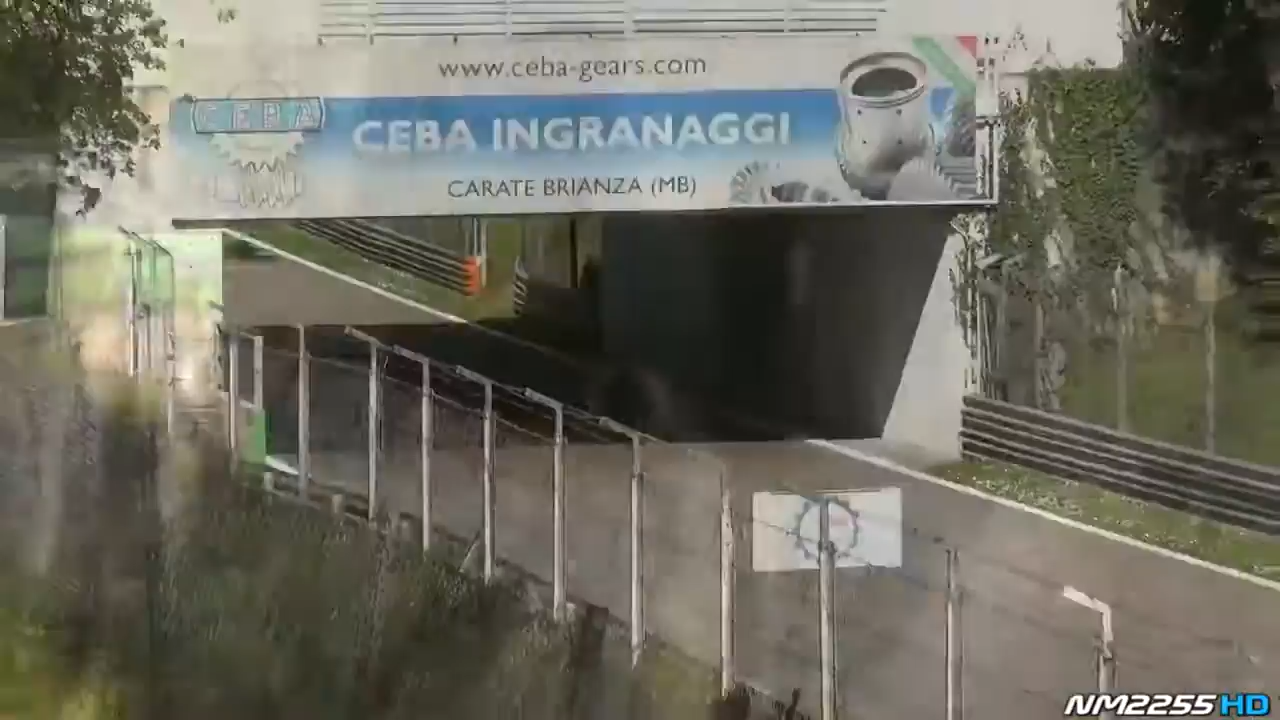 www.ceba-gears.com
CEBA
CEBA INGRANAGGI
CARATE BRIANZA (MB)
NM2255HD